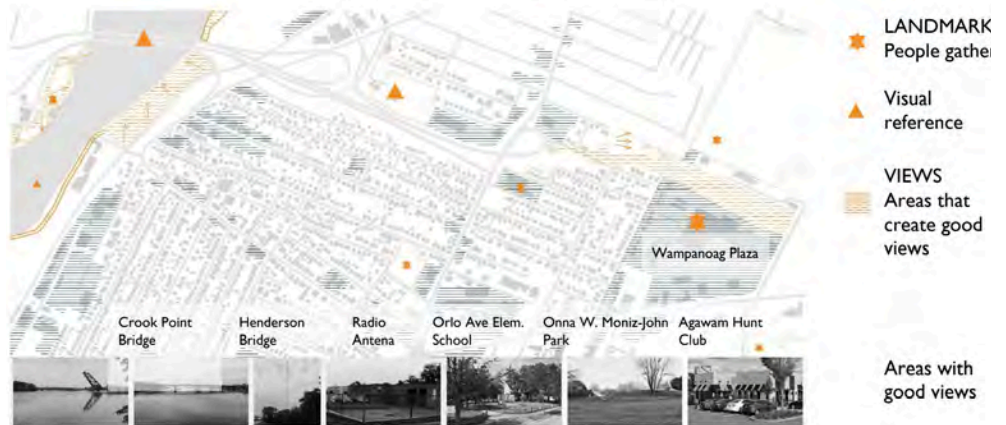 LANDMARK
People gather
Visual
reference
VIEWS
Areas that
create good
views
Wampanoag Plaza
Crook Point
Bridge
Henderson
Bridge
Radio
Antena
Orlo Ave Elem.
School
Onna W. Moniz-John
Park
Agawam Hunt
Club
Areas with
good views